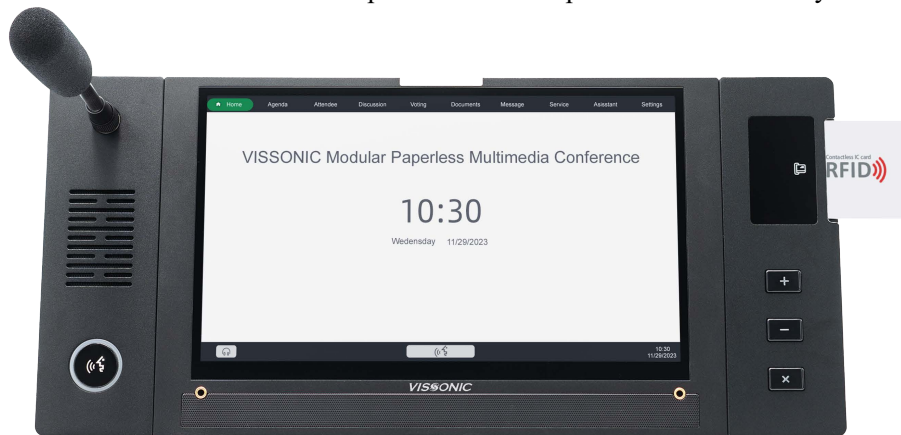 Home Agenda Attendee Discussion Voting Documents Message Service Asisstant Settings
VISSONIC Modular Paperless Multimedia Conference
10:30
Wedensday 11/29/2023
10:30
11/29/2023
VISSONIC
Contactless IC card
RFID
+
−
×